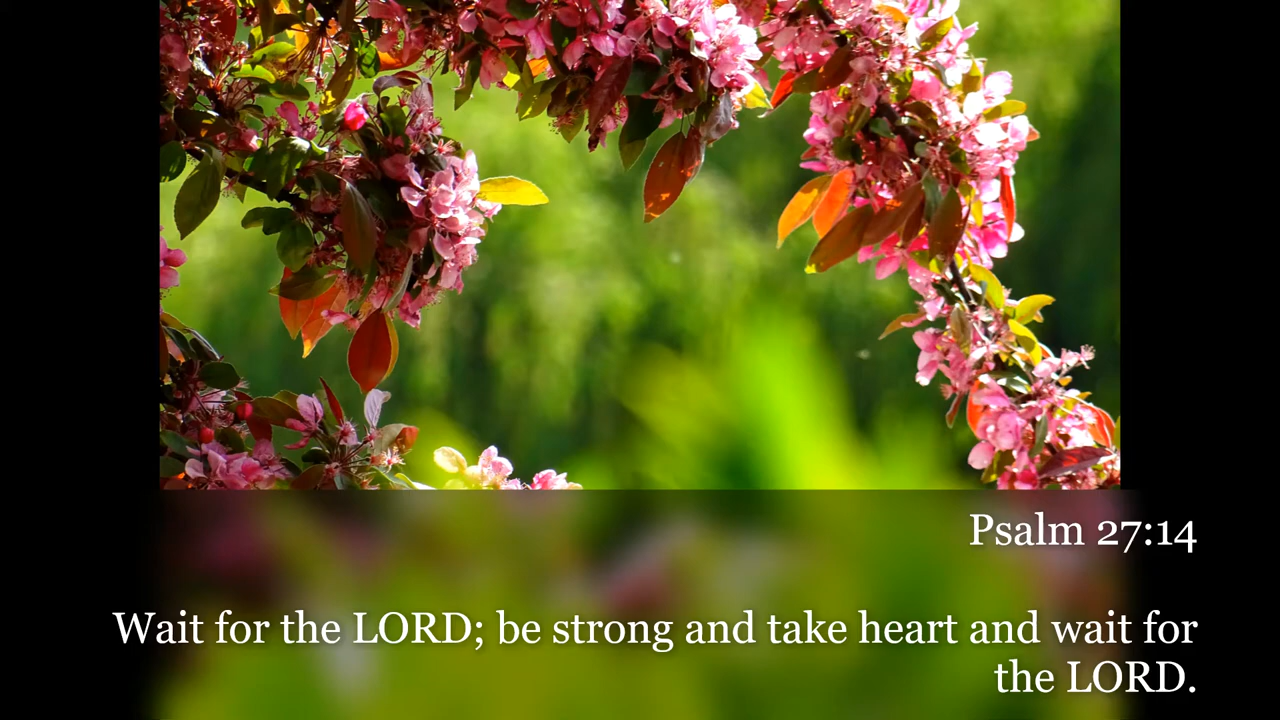 Psalm 27:14
Wait for the LORD; be strong and take heart and wait for
the LORD.